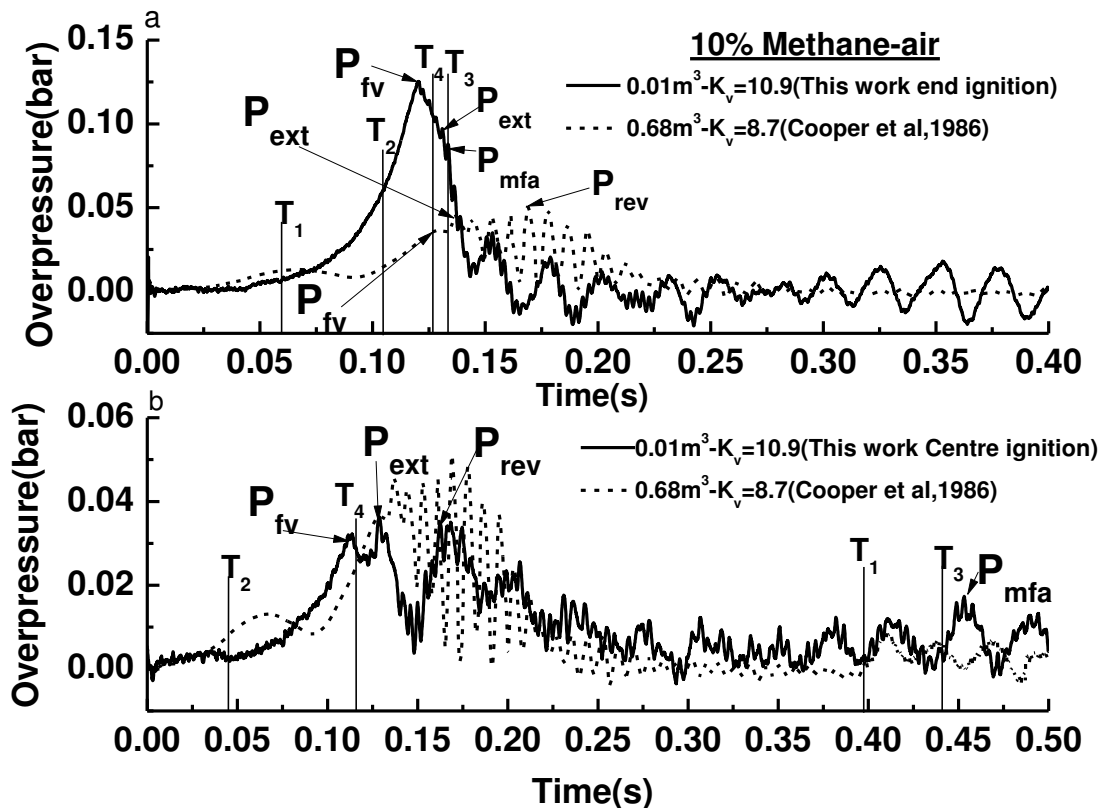 a
10% Methane-air
0.01m³-Kᵥ=10.9(This work end ignition)
0.68m³-Kᵥ=8.7(Cooper et al,1986)
Overpressure(bar)
0.15
0.10
0.05
0.00
P_fv
T_4 T_3
P_ext
P_ext
T_2
P_mfa
P_rev
T_1
P_fv
0.00 0.05 0.10 0.15 0.20 0.25 0.30 0.35 0.40
Time(s)
b
0.01m³-Kᵥ=10.9(This work Centre ignition)
0.68m³-Kᵥ=8.7(Cooper et al,1986)
Overpressure(bar)
0.06
0.04
0.02
0.00
P_ext
P_rev
P_fv
T_4
T_2
T_1
T_3
P_mfa
0.00 0.05 0.10 0.15 0.20 0.25 0.30 0.35 0.40 0.45 0.50
Time(s)